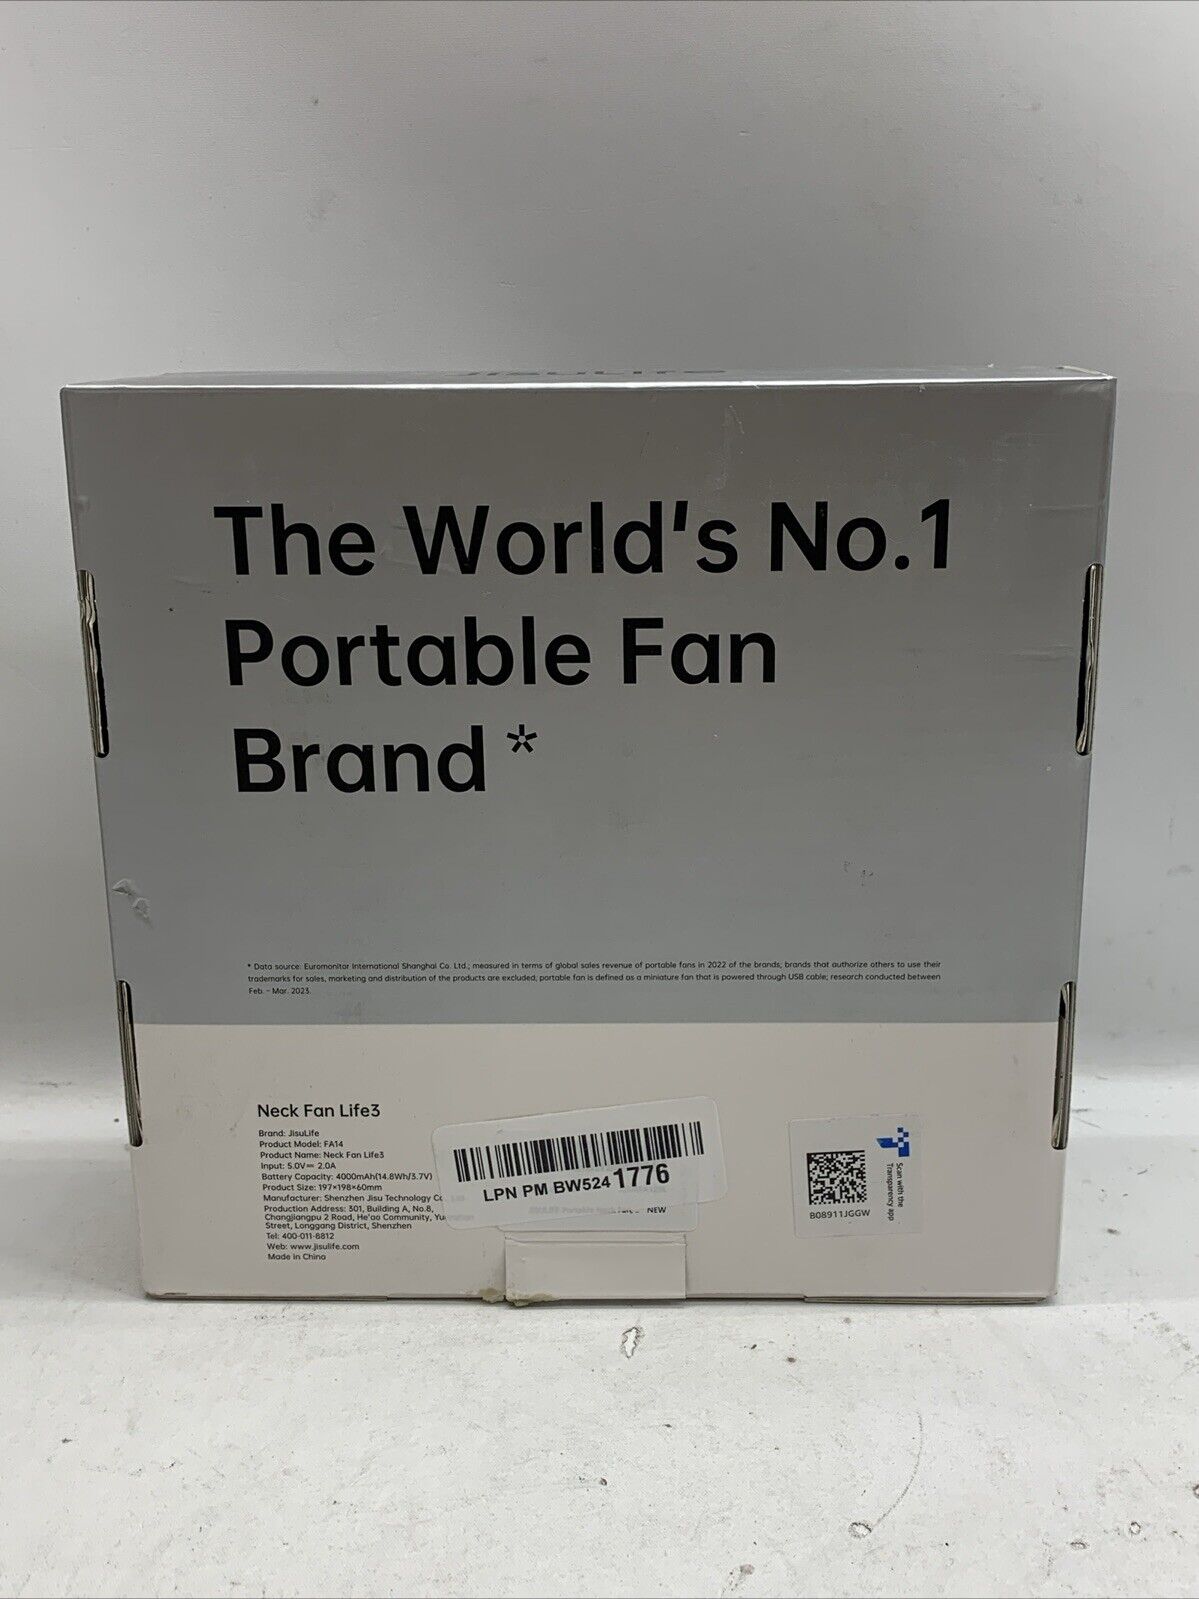 JisuLife
The World's No.1
Portable Fan
Brand *
* Data source: Euromonitor International Shanghai Co. Ltd.; measured in terms of global sales revenue of portable fans in 2022 of the brands; brands that authorize others to use their
trademarks for sales, marketing and distribution of the products are excluded; portable fan is defined as a miniature fan that is powered through USB cable; research conducted between
Feb. - Mar. 2023.
Neck Fan Life3
Brand: JisuLife
Product Model: FA14
Product Name: Neck Fan Life3
Input: 5.0V⎓ 2.0A
Battery Capacity: 4000mAh(14.8Wh/3.7V)
Product Size: 197×198×60mm
Manufacturer: Shenzhen Jisu Technology
Production Address: 301, Building A, No.8,
Changjiangpu 2 Road, He'ao Community,
Street, Longgang District, Shenzhen
Tel: 400-011-8812
Web: www.jisulife.com
Made in China
LPN PM BW524 1776
NEW
Scan with the
Transparency app
B08911JGGW